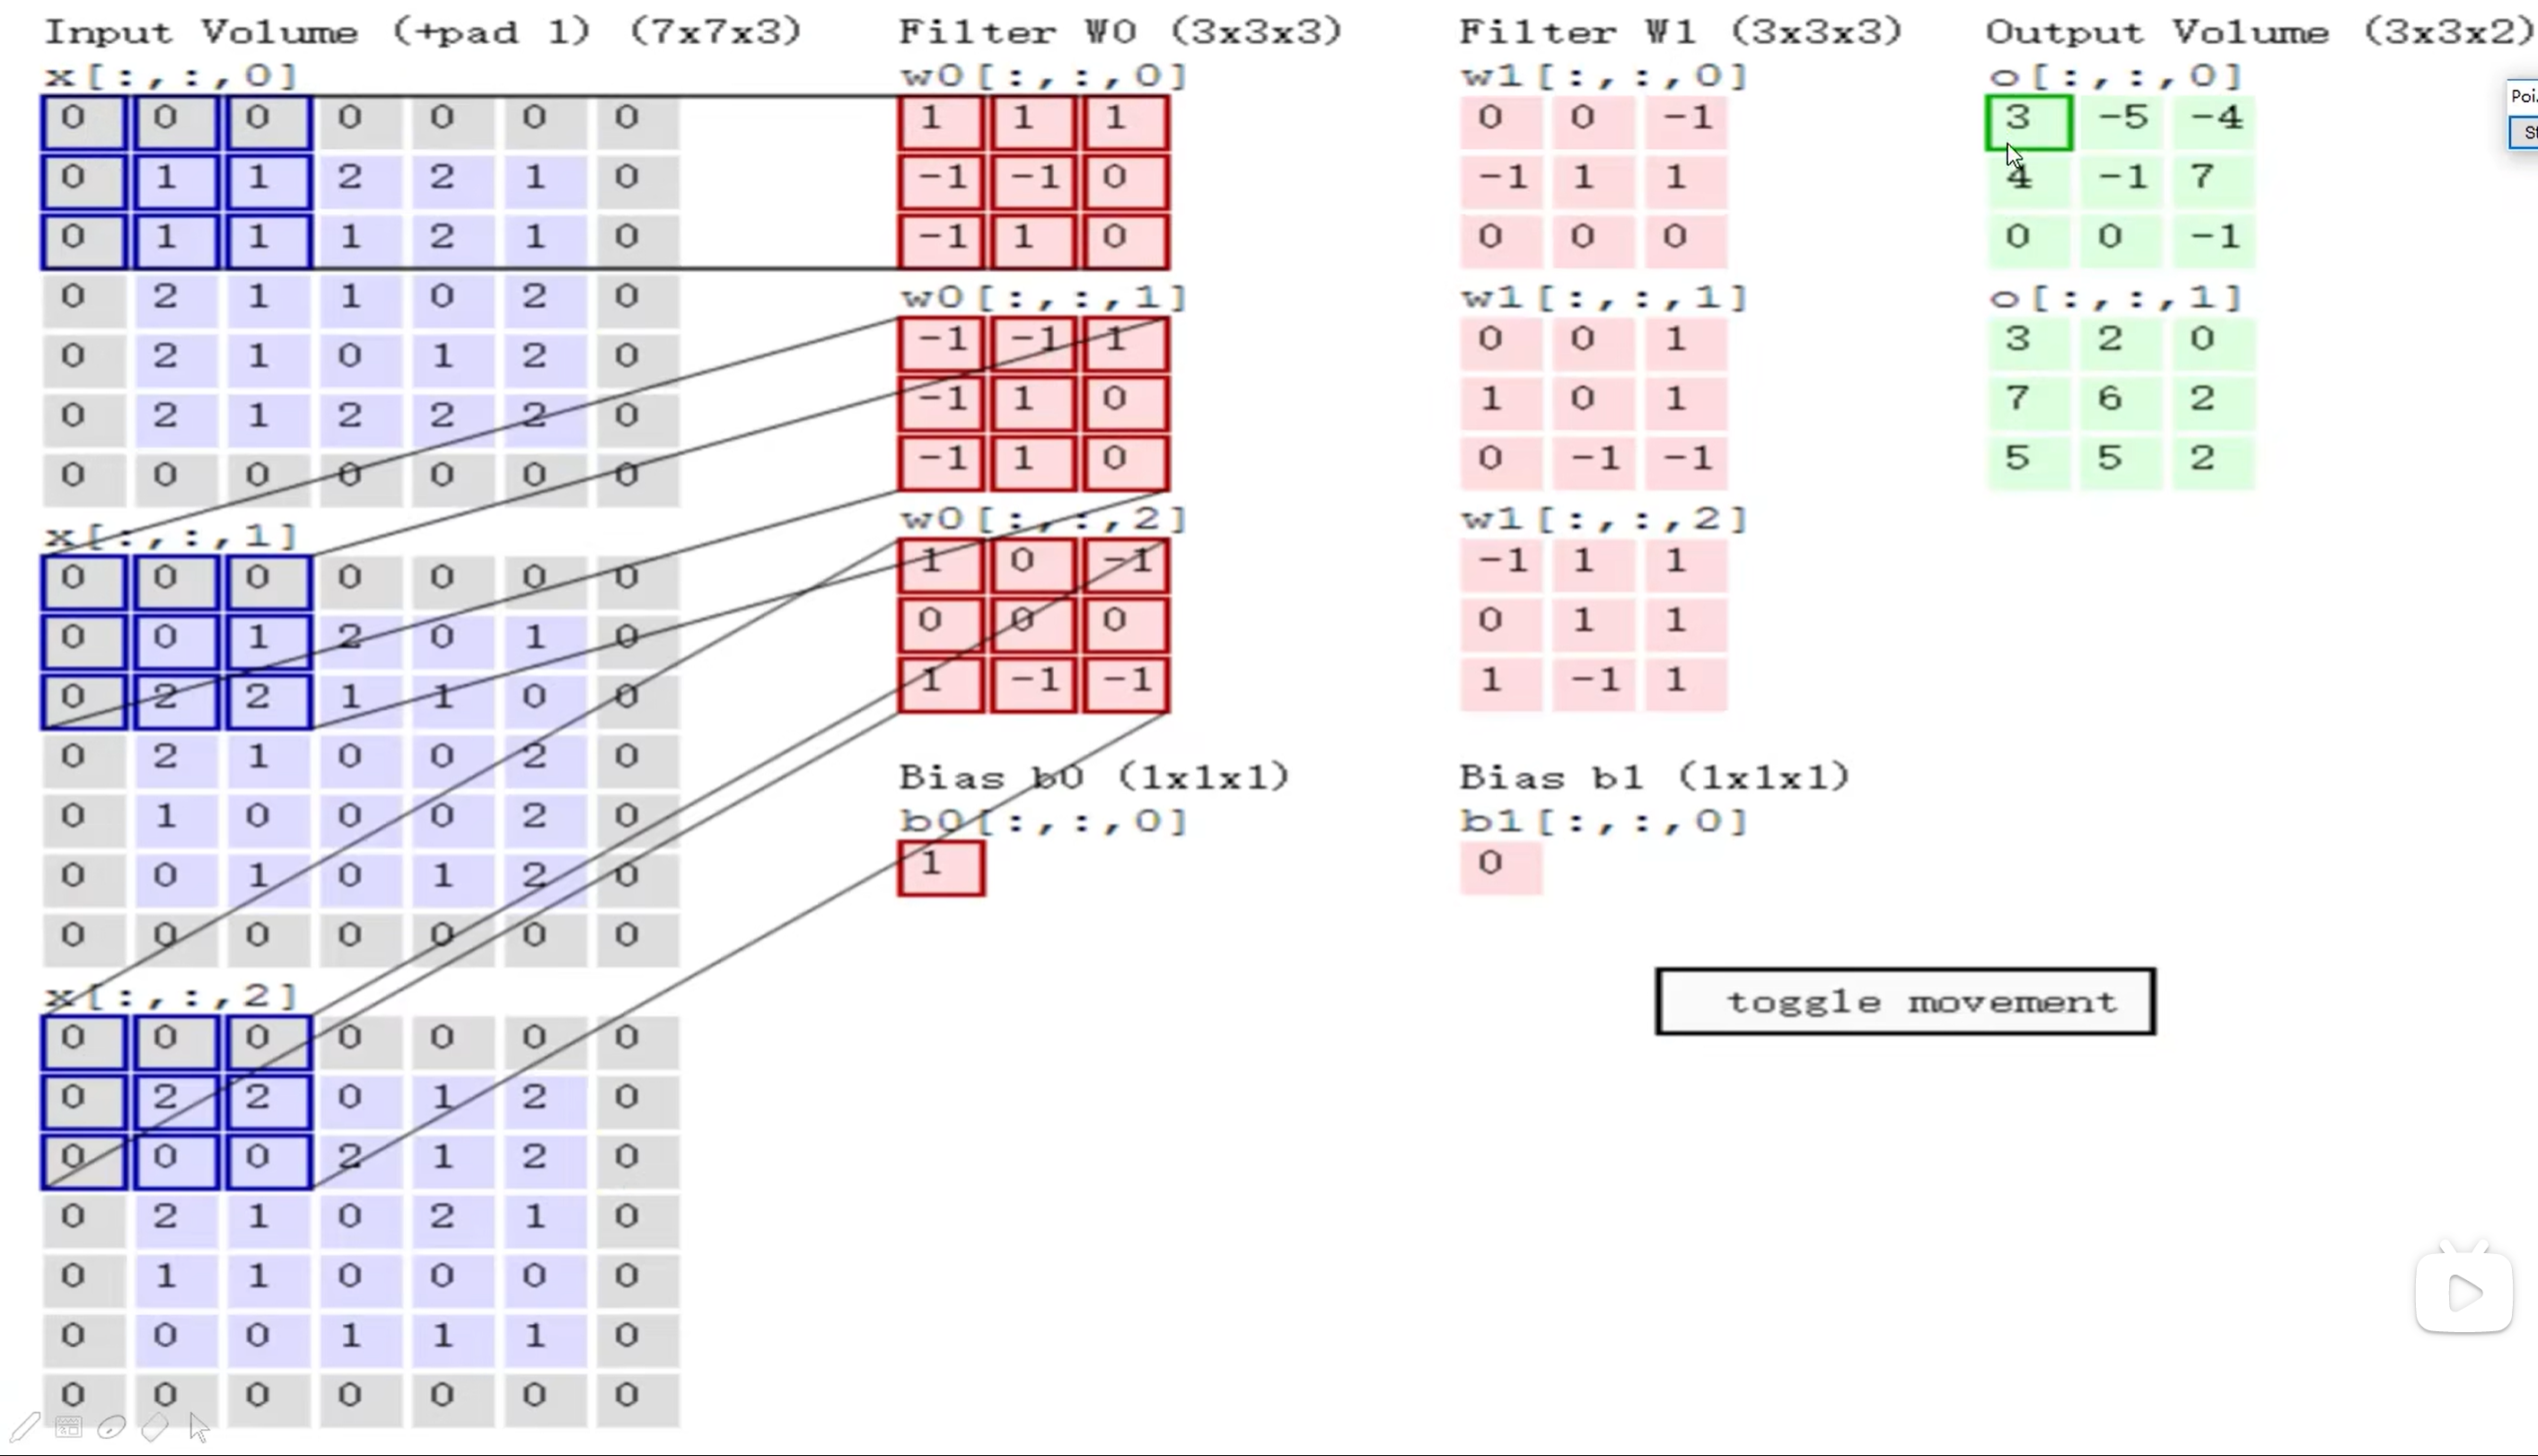 Input Volume (+pad 1) (7x7x3)
x[:,:,0]
0 0 0 0 0 0 0
0 1 1 2 2 1 0
0 1 1 1 2 1 0
0 2 1 1 0 2 0
0 2 1 0 1 2 0
0 2 1 2 2 2 0
0 0 0 0 0 0 0
x[:,:,1]
0 0 0 0 0 0 0
0 0 1 2 0 1 0
0 2 2 1 1 0 0
0 2 1 0 0 2 0
0 1 0 0 0 2 0
0 0 1 0 1 2 0
0 0 0 0 0 0 0
x[:,:,2]
0 0 0 0 0 0 0
0 2 2 0 1 2 0
0 0 0 2 1 2 0
0 2 1 0 2 1 0
0 1 1 0 0 0 0
0 0 0 1 1 1 0
0 0 0 0 0 0 0
Filter W0 (3x3x3)
w0[:,:,0]
1 1 1
-1 -1 0
-1 1 0
w0[:,:,1]
-1 -1 1
-1 1 0
-1 1 0
w0[:,:,2]
1 0 -1
0 0 0
1 -1 -1
Bias b0 (1x1x1)
b0[:,:,0]
1
Filter W1 (3x3x3)
w1[:,:,0]
0 0 -1
-1 1 1
0 0 0
w1[:,:,1]
0 0 1
1 0 1
0 -1 -1
w1[:,:,2]
-1 1 1
0 1 1
1 -1 1
Bias b1 (1x1x1)
b1[:,:,0]
0
Output Volume (3x3x2)
o[:,:,0]
3 -5 -4
4 -1 7
0 0 -1
o[:,:,1]
3 2 0
7 6 2
5 5 2
toggle movement
Poi.
St